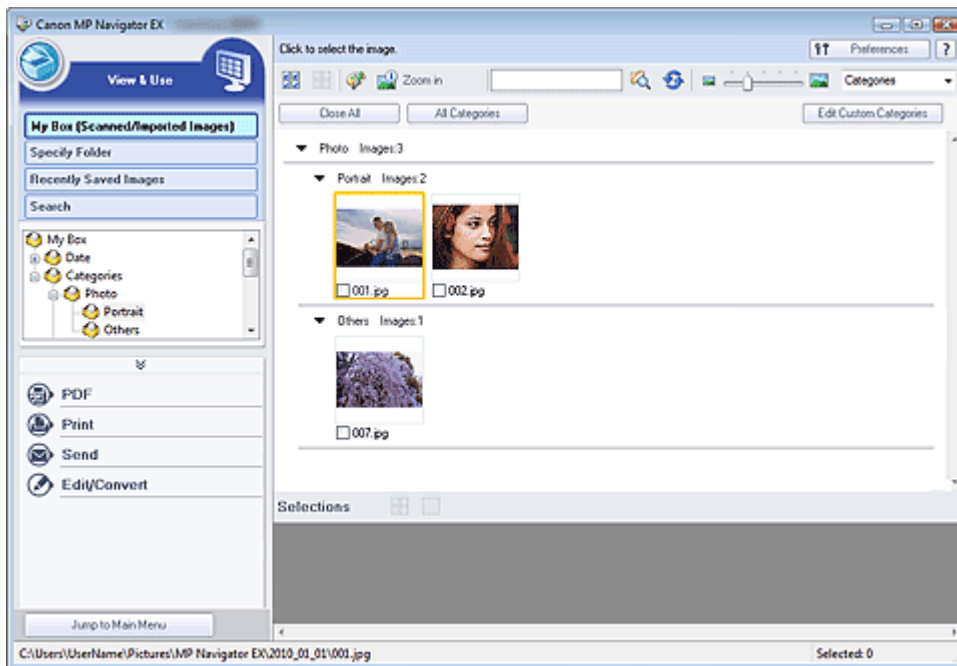 Canon MP Navigator EX
View & Use
Click to select the image.
Preferences
?
Zoom in
Categories
Close All
All Categories
Edit Custom Categories
My Box (Scanned/Imported Images)
Specify Folder
Recently Saved Images
Search
My Box
Date
Categories
Photo
Portrait
Others
PDF
Print
Send
Edit/Convert
Jump to Main Menu
Photo Images:3
Portrait Images:2
001.jpg
002.jpg
Others Images:1
007.jpg
Selections
C:\Users\UserName\Pictures\MP Navigator EX\2010_01_01\001.jpg
Selected: 0